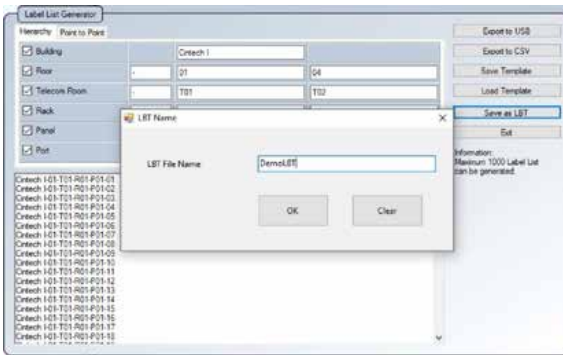 Label List Generator
Hierarchy Point to Point
Building Cintech I
Floor - 01 04
Telecom Room - T01 T02
Rack
Panel
Port
Export to USB
Export to CSV
Save Template
Load Template
Save as LBT
Exit
Information:
Maximum 1000 Label List
can be generated.
LBT Name
LBT File Name DemoLBT
OK Clear
Cintech I-01-T01-R01-P01-01
Cintech I-01-T01-R01-P01-02
Cintech I-01-T01-R01-P01-03
Cintech I-01-T01-R01-P01-04
Cintech I-01-T01-R01-P01-05
Cintech I-01-T01-R01-P01-06
Cintech I-01-T01-R01-P01-07
Cintech I-01-T01-R01-P01-08
Cintech I-01-T01-R01-P01-09
Cintech I-01-T01-R01-P01-10
Cintech I-01-T01-R01-P01-11
Cintech I-01-T01-R01-P01-12
Cintech I-01-T01-R01-P01-13
Cintech I-01-T01-R01-P01-14
Cintech I-01-T01-R01-P01-15
Cintech I-01-T01-R01-P01-16
Cintech I-01-T01-R01-P01-17
Cintech I-01-T01-R01-P01-18